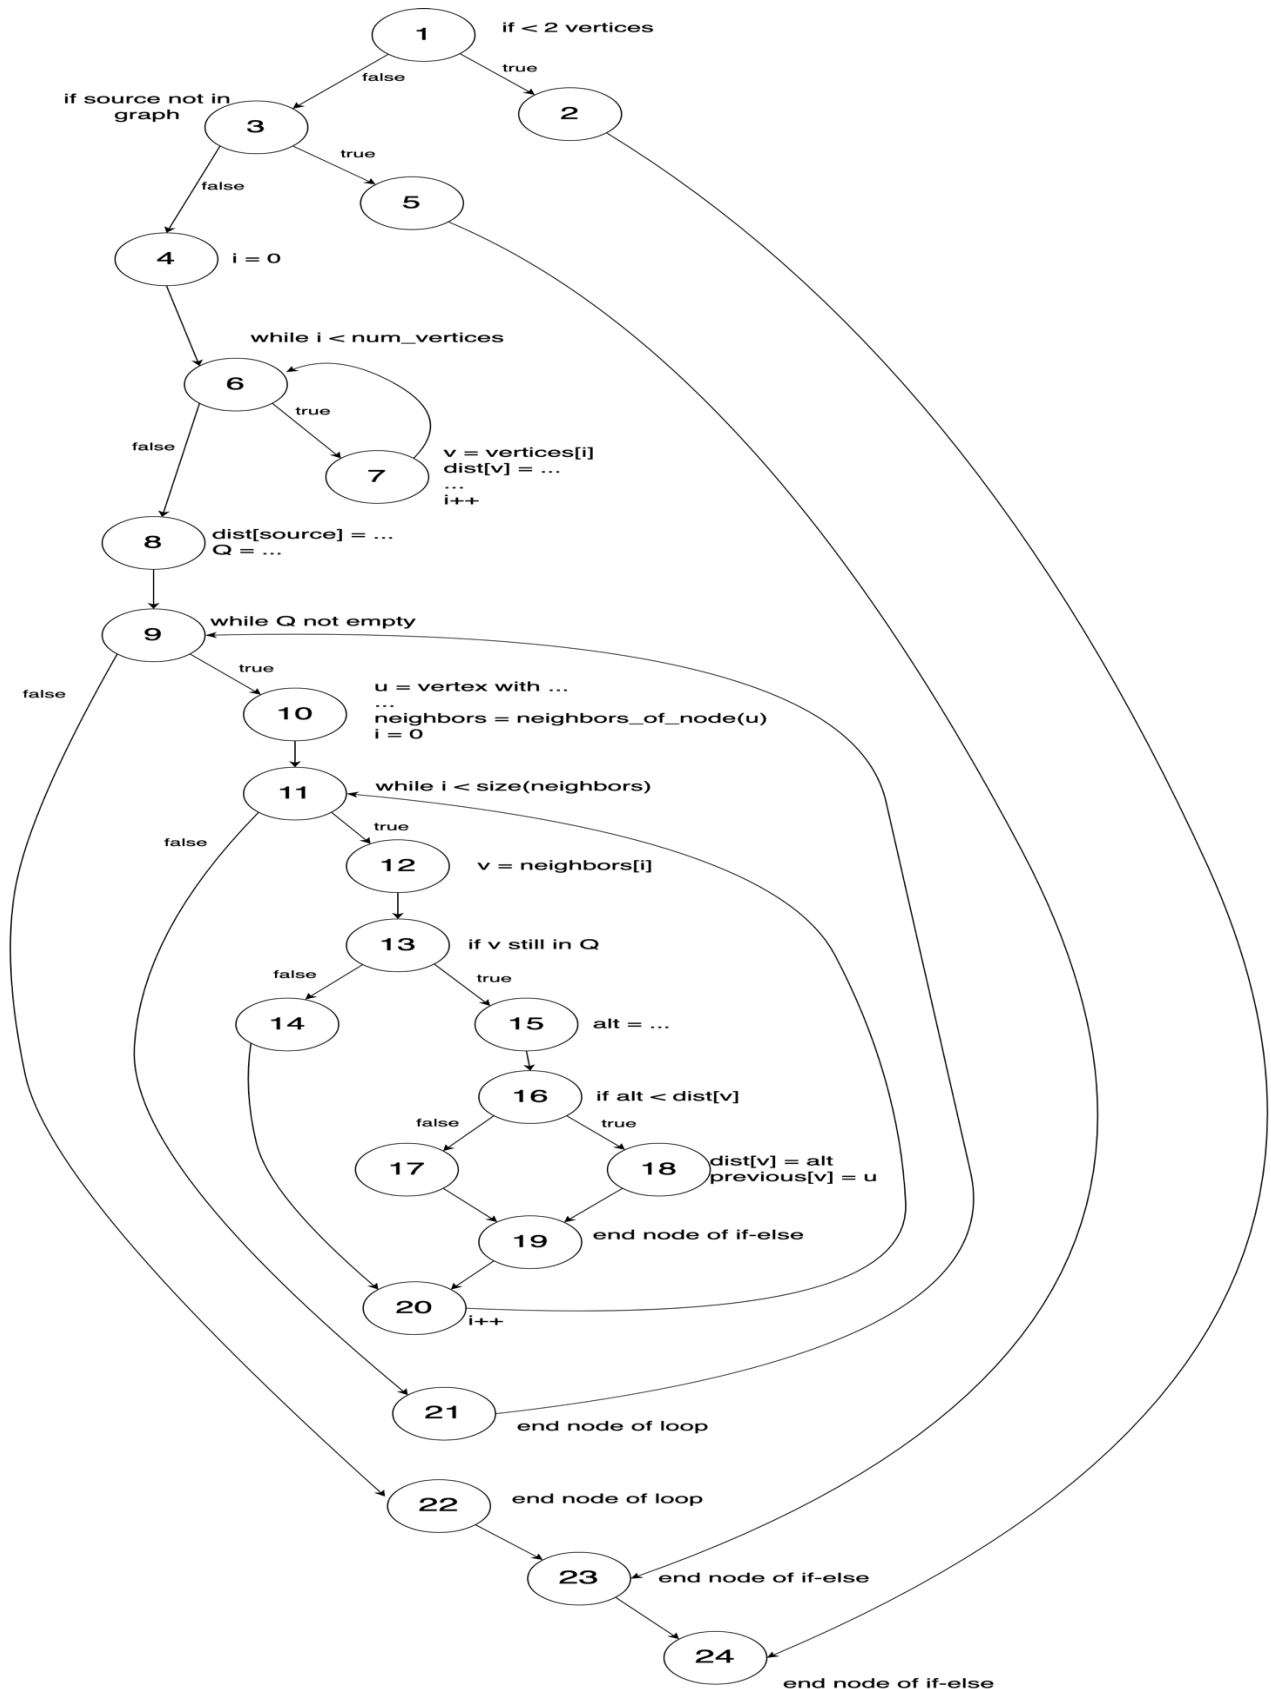 1
if < 2 vertices
false
true
if source not in
graph
3
2
true
false
5
4
i = 0
while i < num_vertices
6
true
false
7
v = vertices[i]
dist[v] = ...
...
i++
8
dist[source] = ...
Q = ...
9
while Q not empty
true
false
10
u = vertex with ...
...
neighbors = neighbors_of_node(u)
i = 0
11
while i < size(neighbors)
true
false
12
v = neighbors[i]
13
if v still in Q
false
true
14
15
alt = ...
16
if alt < dist[v]
false
true
17
18
dist[v] = alt
previous[v] = u
19
end node of if-else
20
i++
21
end node of loop
22
end node of loop
23
end node of if-else
24
end node of if-else